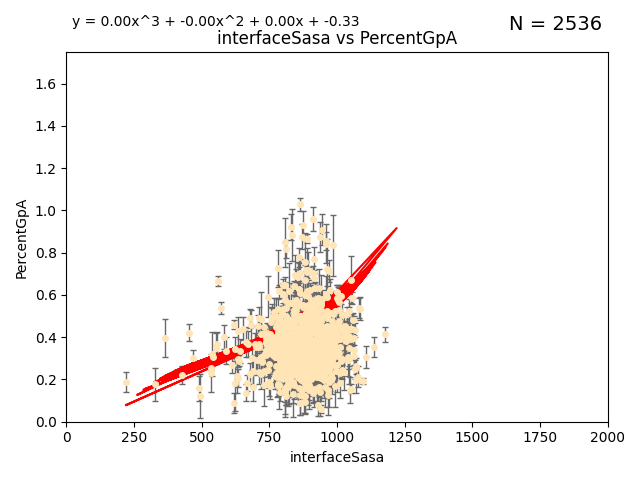 y = 0.00x^3 + -0.00x^2 + 0.00x + -0.33
N = 2536
interfaceSasa vs PercentGpA
PercentGpA
1.6
1.4
1.2
1.0
0.8
0.6
0.4
0.2
0.0
0 250 500 750 1000 1250 1500 1750 2000
interfaceSasa